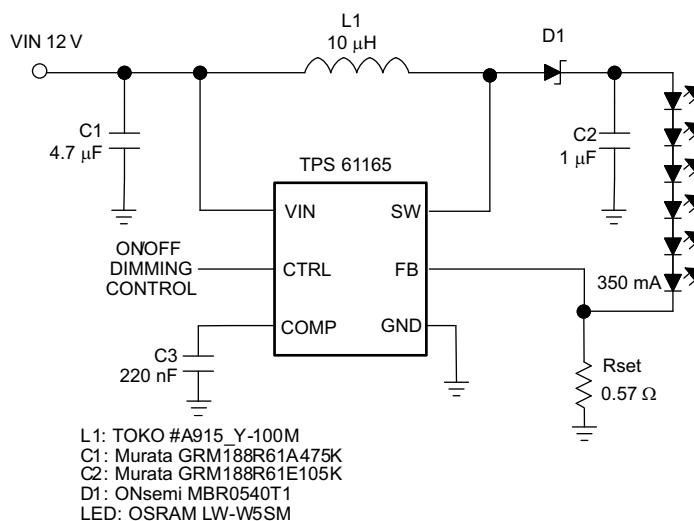 L1
10 µH
D1
VIN 12 V
C1
4.7 µF
C2
1 µF
TPS 61165
VIN
SW
ON/OFF
DIMMING
CONTROL
CTRL
FB
350 mA
COMP
GND
C3
220 nF
Rset
0.57 Ω
L1: TOKO #A915_Y-100M
C1: Murata GRM188R61A475K
C2: Murata GRM188R61E105K
D1: ONsemi MBR0540T1
LED: OSRAM LW-W5SM